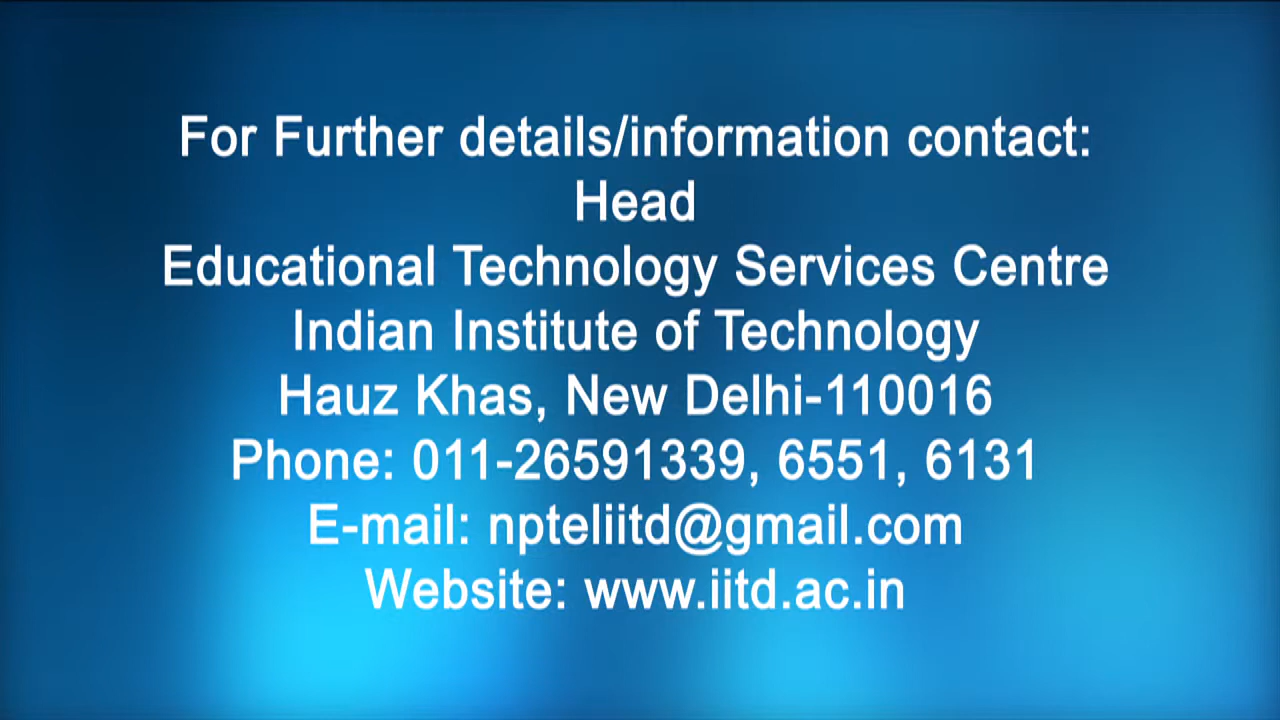 For Further details/information contact:
Head
Educational Technology Services Centre
Indian Institute of Technology
Hauz Khas, New Delhi-110016
Phone: 011-26591339, 6551, 6131
E-mail: npteliitd@gmail.com
Website: www.iitd.ac.in